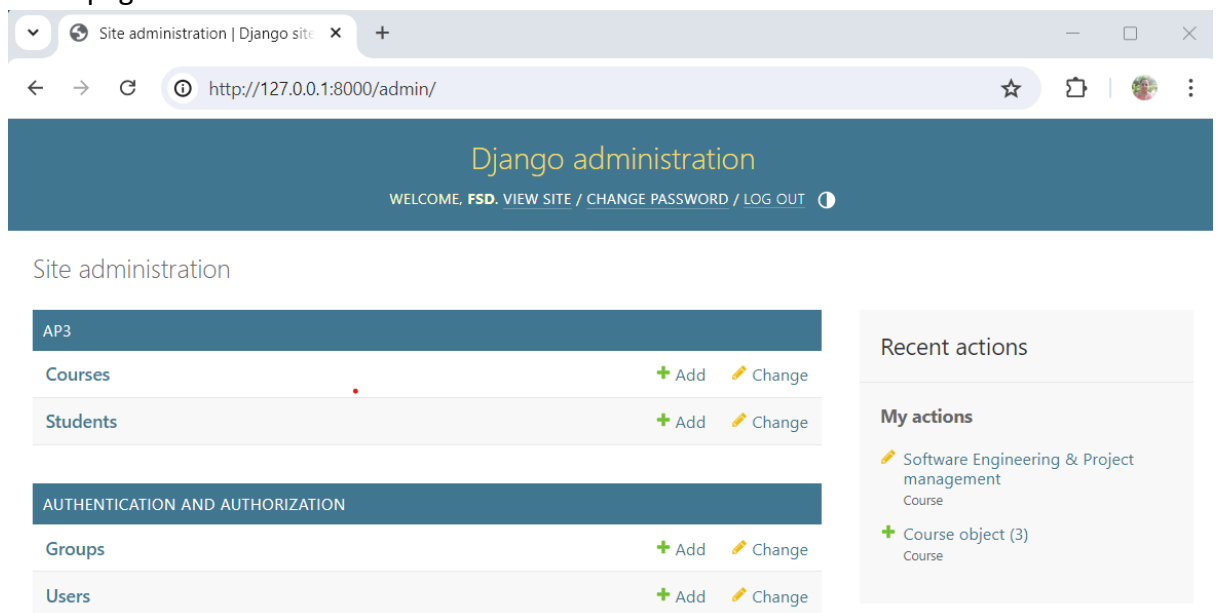 Site administration | Django site
http://127.0.0.1:8000/admin/
Django administration
WELCOME, FSD. VIEW SITE / CHANGE PASSWORD / LOG OUT
Site administration
AP3
Courses
Add
Change
Students
Add
Change
AUTHENTICATION AND AUTHORIZATION
Groups
Add
Change
Users
Add
Change
Recent actions
My actions
Software Engineering & Project
management
Course
Course object (3)
Course